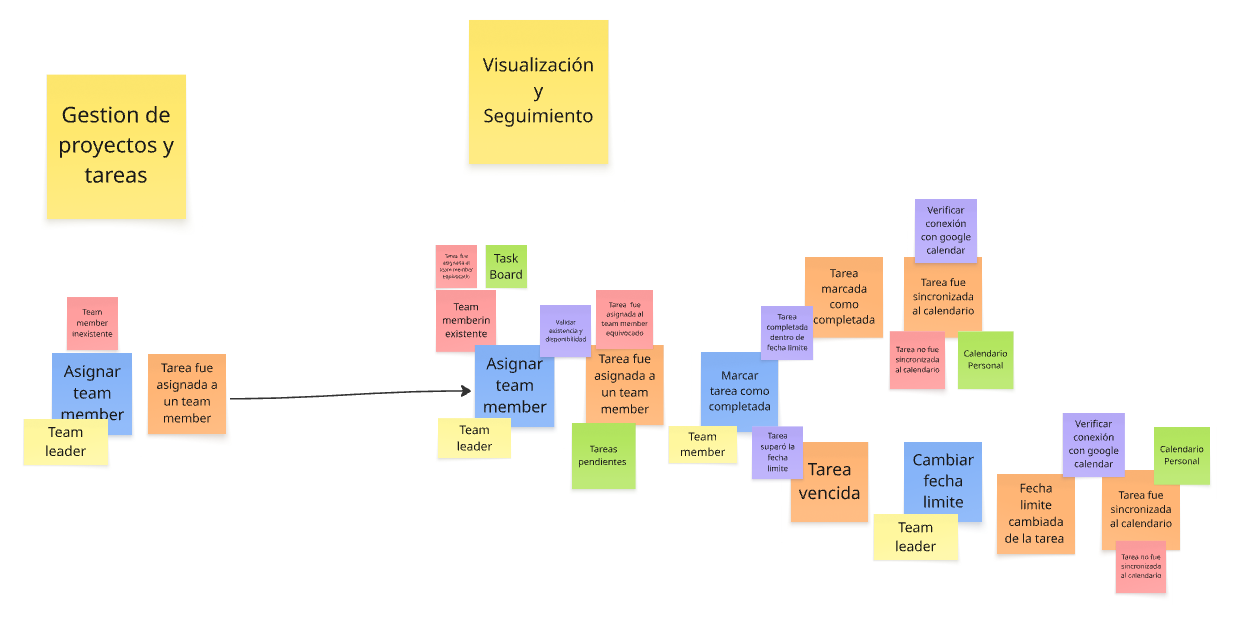 Gestion de
proyectos y
tareas
Visualización
y
Seguimiento
Team
member
inexistente
Asignar
team
member
Team
leader
Tarea fue
asignada a
un team
member
Tarea fue
asignada al
team member
equivocado
Task
Board
Team
memberin
existente
Asignar
team
member
Team
leader
Validar
existencia y
disponibilidad
Tarea fue
asignada al
team member
equivocado
Tarea fue
asignada a
un team
member
Tareas
pendientes
Marcar
tarea como
completada
Team
member
Tarea
completada
dentro de
fecha limite
Tarea
marcada
como
completada
Verificar
conexión
con google
calendar
Tarea fue
sincronizada
al calendario
Tarea no fue
sincronizada
al calendario
Calendario
Personal
Tarea
superó la
fecha
limite
Tarea
vencida
Cambiar
fecha
limite
Team
leader
Fecha
limite
cambiada
de la tarea
Verificar
conexión
con google
calendar
Calendario
Personal
Tarea fue
sincronizada
al calendario
Tarea no fue
sincronizada
al calendario